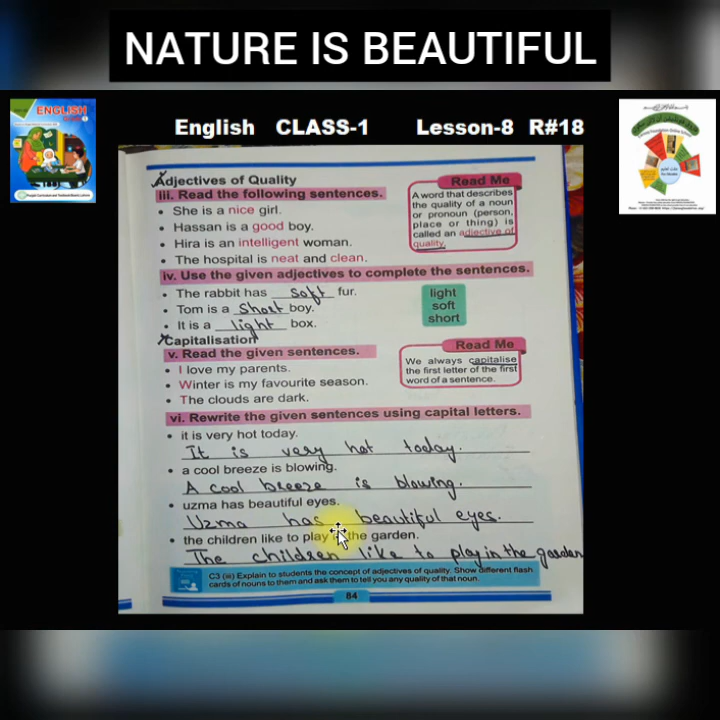 NATURE IS BEAUTIFUL
ENGLISH
English CLASS-1 Lesson-8 R#18
Adjectives of Quality
iii. Read the following sentences.
• She is a nice girl.
• Hassan is a good boy.
• Hira is an intelligent woman.
• The hospital is neat and clean.
Read Me
A word that describes
the quality of a noun
or pronoun (person,
place or thing) is
called an adjective of
quality.
iv. Use the given adjectives to complete the sentences.
• The rabbit has soft fur.
• Tom is a short boy.
• It is a light box.
light
soft
short
Capitalisation
v. Read the given sentences.
• I love my parents.
• Winter is my favourite season.
• The clouds are dark.
Read Me
We always capitalise
the first letter of the first
word of a sentence.
vi. Rewrite the given sentences using capital letters.
• it is very hot today.
It is very hot today.
• a cool breeze is blowing.
A cool breeze is blowing.
• uzma has beautiful eyes.
Uzma has beautiful eyes.
• the children like to play in the garden.
The children like to play in the garden
C3 (iii) Explain to students the concept of adjectives of quality. Show different flash
cards of nouns to them and ask them to tell you any quality of that noun.
84